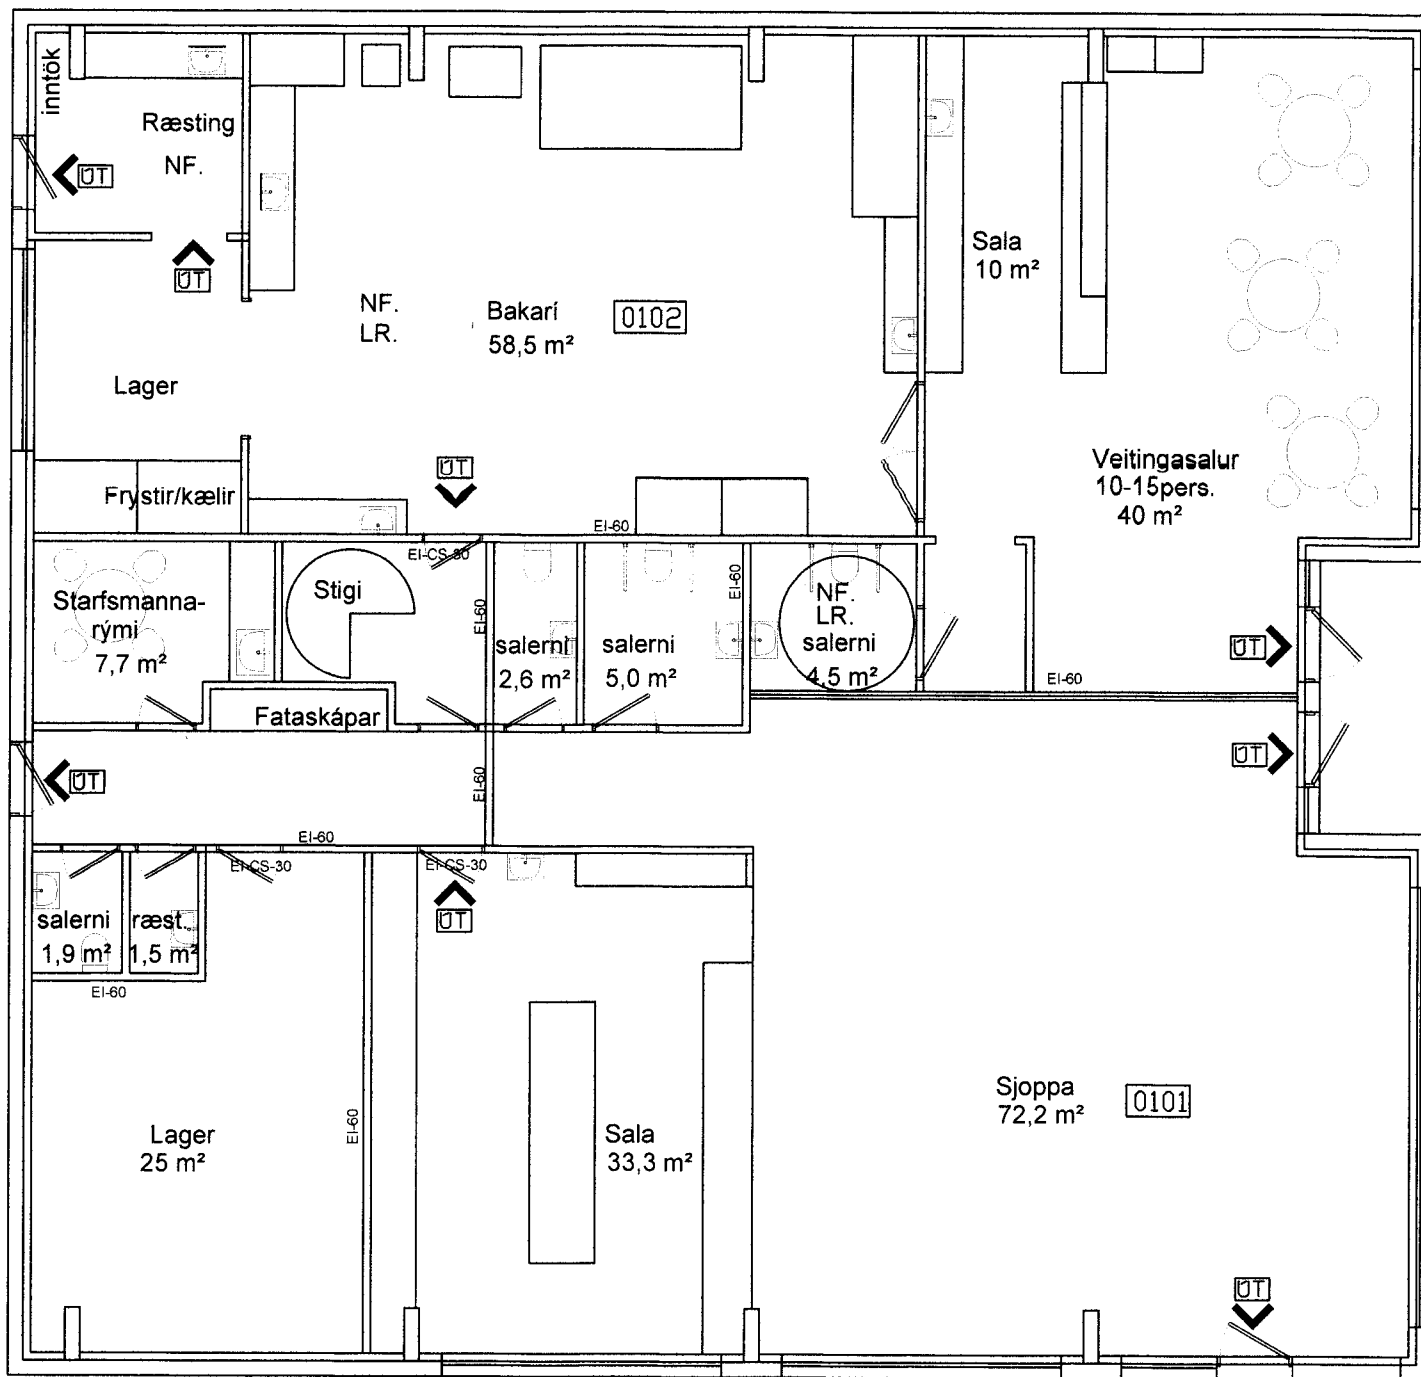 inntök
Ræsting
NF.
ÚT
ÚT
NF.
LR.
Bakarí
58,5 m²
0102
Sala
10 m²
Lager
Veitingasalur
10-15pers.
40 m²
ÚT
Frystir/kælir
EI-60
EI-CS-30
Stigi
Starfsmanna-
rými
7,7 m²
EI-60
salerni
2,6 m²
salerni
5,0 m²
EI-60
NF.
LR.
salerni
4,5 m²
ÚT
EI-60
Fataskápar
ÚT
ÚT
EI-60
EI-60
EI-CS-30
EI-CS-30
ÚT
salerni
1,9 m²
ræst.
1,5 m²
EI-60
EI-60
Lager
25 m²
Sala
33,3 m²
Sjoppa
72,2 m²
0101
ÚT